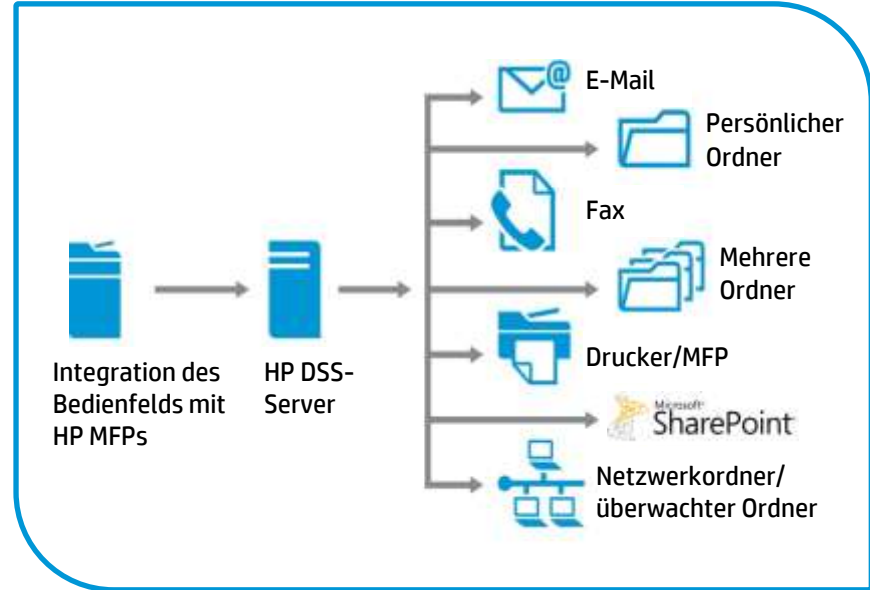 E-Mail
Persönlicher
Ordner
Fax
Mehrere
Ordner
Drucker/MFP
Microsoft®
SharePoint
Netzwerkordner/
überwachter Ordner
Integration des
Bedienfelds mit
HP MFPs
HP DSS-
Server